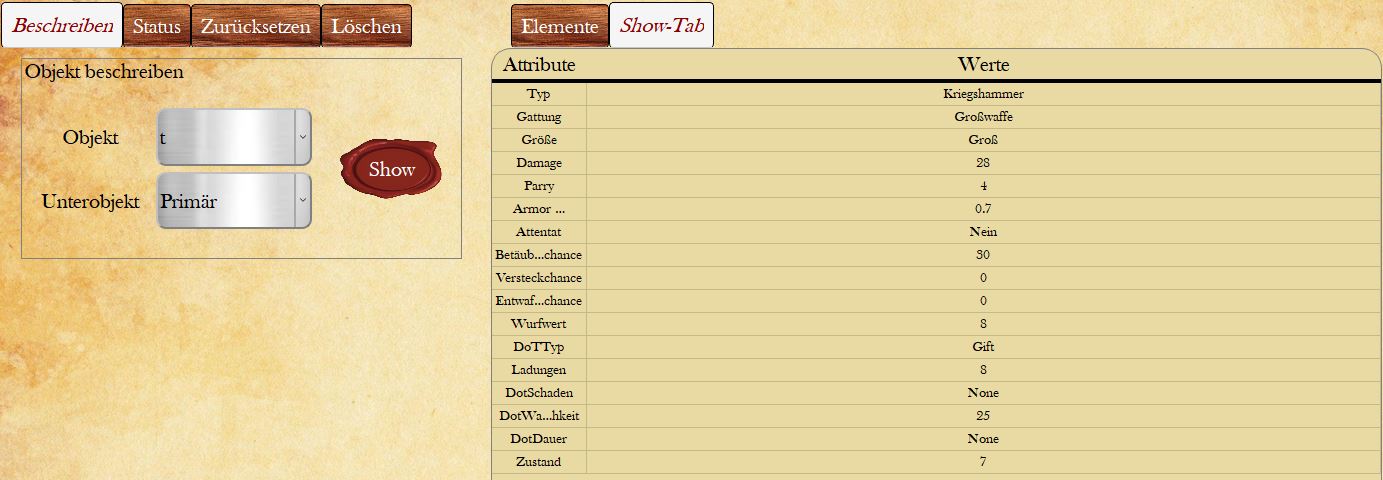 Beschreiben Status Zurücksetzen Löschen
Objekt beschreiben
Objekt t
Show
Unterobjekt Primär
Elemente Show-Tab
Attribute Werte
Typ Kriegshammer
Gattung Großwaffe
Größe Groß
Damage 28
Parry 4
Armor ... 0.7
Attentat Nein
Betäub...chance 30
Versteckchance 0
Entwaf...chance 0
Wurfwert 8
DoTTyp Gift
Ladungen 8
DotSchaden None
DotWa...hkeit 25
DotDauer None
Zustand 7